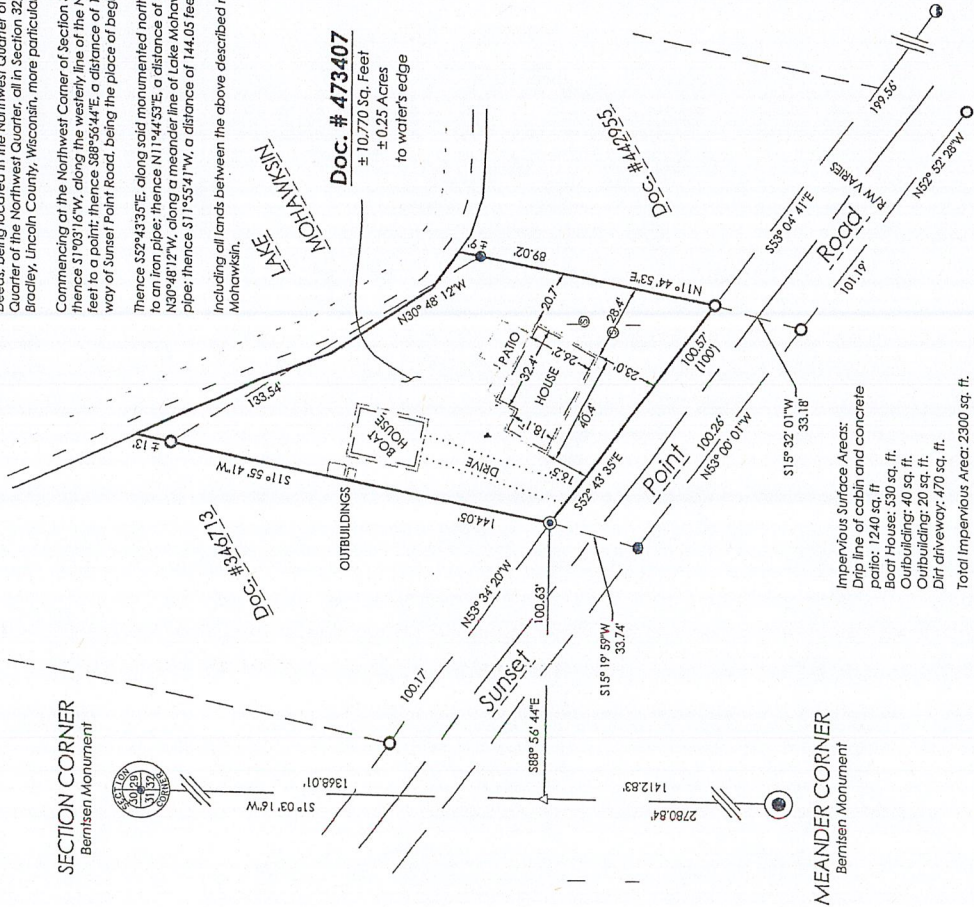 Deeds, being located in the Northwest Quarter of
Quarter of the Northwest Quarter, all in Section 32
Bradley, Lincoln County, Wisconsin, more particula
Commencing at the Northwest Corner of Section
thence S1°03'16"W, along the westerly line of the N
feet to a point; thence S88°56'44"E, a distance of 1
way of Sunset Point Road, being the place of beg
Thence S52°43'35"E, along said monumented north
to an iron pipe; thence N11°44'53"E, a distance of
N30°48'12"W, along a meander line of Lake Mohaw
pipe; thence S11°55'41"W, a distance of 144.05 fee
Including all lands between the above described
Mohawksin.
LAKE
MOHAWKSIN
Doc. # 473407
± 10,770 Sq. Feet
± 0.25 Acres
to water's edge
SECTION CORNER
Berntsen Monument
SECTION
30 29
31 32
CORNER
S1° 03' 16"W
1368.01'
Doc. #346713
± 13'
133.54'
N30° 48' 12"W
± 9'
89.02'
N11° 44' 53"E
S11° 55' 41"W
144.05'
OUTBUILDINGS
BOAT
HOUSE
DRIVE
PATIO
HOUSE
32.4'
26.2'
18.1'
20.7'
28.4'
23.0'
40.4'
16.5'
S
S
S52° 43' 35"E
100.57'
(100')
Doc. #442955
N53° 34' 20"W
100.17'
100.63'
S88° 56' 44"E
Sunset
Point
Road
S15° 19' 59"W
33.74'
100.26'
N53° 00' 01"W
S15° 32' 01"W
33.18'
S53° 04' 41"E
199.56'
R/W VARIES
101.19'
N52° 52' 28"W
1412.83'
2780.84'
MEANDER CORNER
Berntsen Monument
Impervious Surface Areas:
Drip line of cabin and concrete
patio: 1240 sq. ft
Boat House: 530 sq. ft.
Outbuilding: 40 sq. ft.
Outbuilding: 20 sq. ft.
Dirt driveway: 470 sq. ft.
Total Impervious Area: 2300 sq. ft.